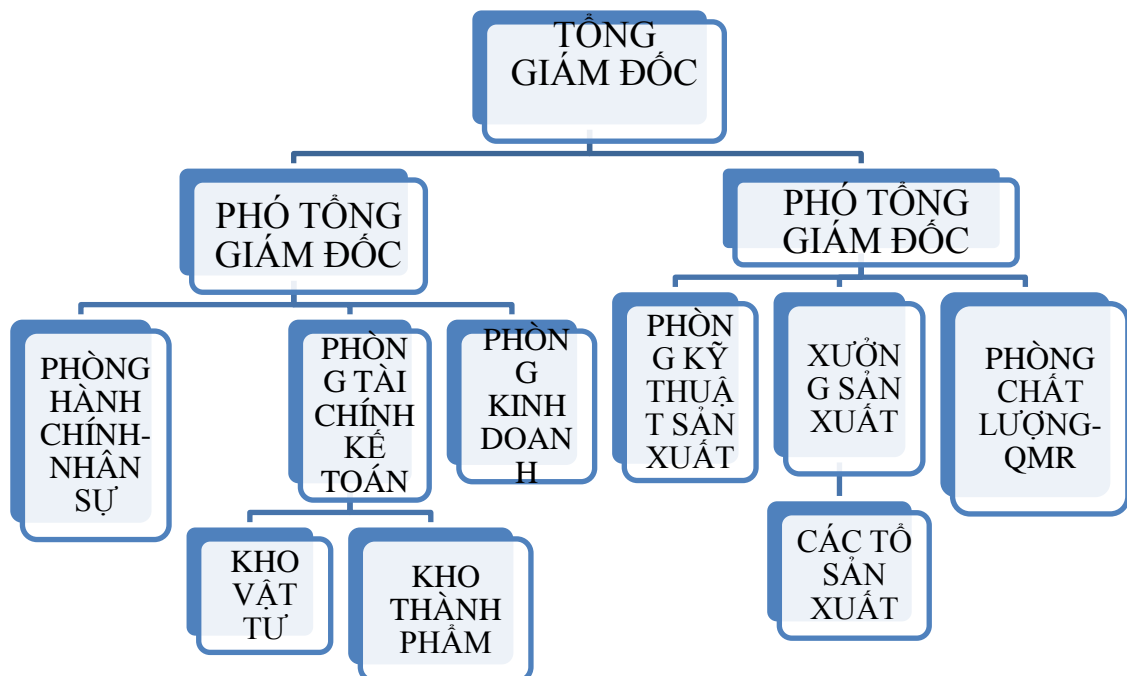 TỔNG
GIÁM ĐỐC
PHÓ TỔNG
GIÁM ĐỐC
PHÓ TỔNG
GIÁM ĐỐC
PHÒNG
HÀNH
CHÍNH-
NHÂN
SỰ
PHÒN
G TÀI
CHÍNH
KẾ
TOÁN
PHÒN
G
KINH
DOAN
H
PHÒN
G KỸ
THUẬ
T SẢN
XUẤT
XƯỞN
G SẢN
XUẤT
PHÒNG
CHẤT
LƯỢNG-
QMR
KHO
VẬT
TƯ
KHO
THÀNH
PHẨM
CÁC TỔ
SẢN
XUẤT